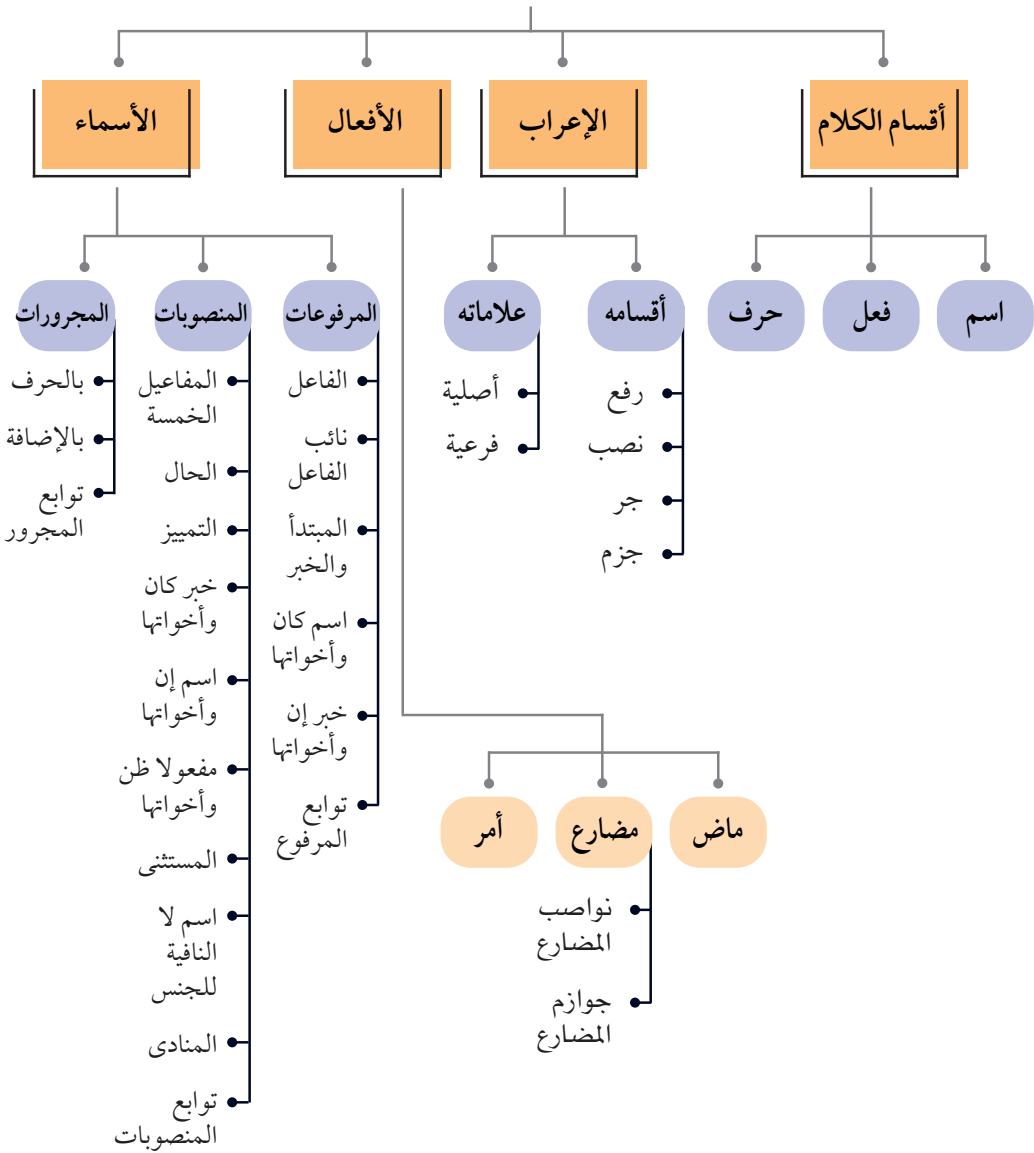 أقسام الكلام
الإعراب
الأفعال
الأسماء
اسم
فعل
حرف
أقسامه
رفع
نصب
جر
جزم
علاماته
أصلية
فرعية
ماض
مضارع
نواصب
المضارع
جوازم
المضارع
أمر
المرفوعات
الفاعل
نائب
الفاعل
المبتدأ
والخبر
اسم كان
وأخواتها
خبر إن
وأخواتها
توابع
المرفوع
المنصوبات
المفاعيل
الخمسة
الحال
التمييز
خبر كان
وأخواتها
اسم إن
وأخواتها
مفعولا ظن
وأخواتها
المستثنى
اسم لا
النافية
للجنس
المنادى
توابع
المنصوبات
المجرورات
بالحرف
بالإضافة
توابع
المجرور